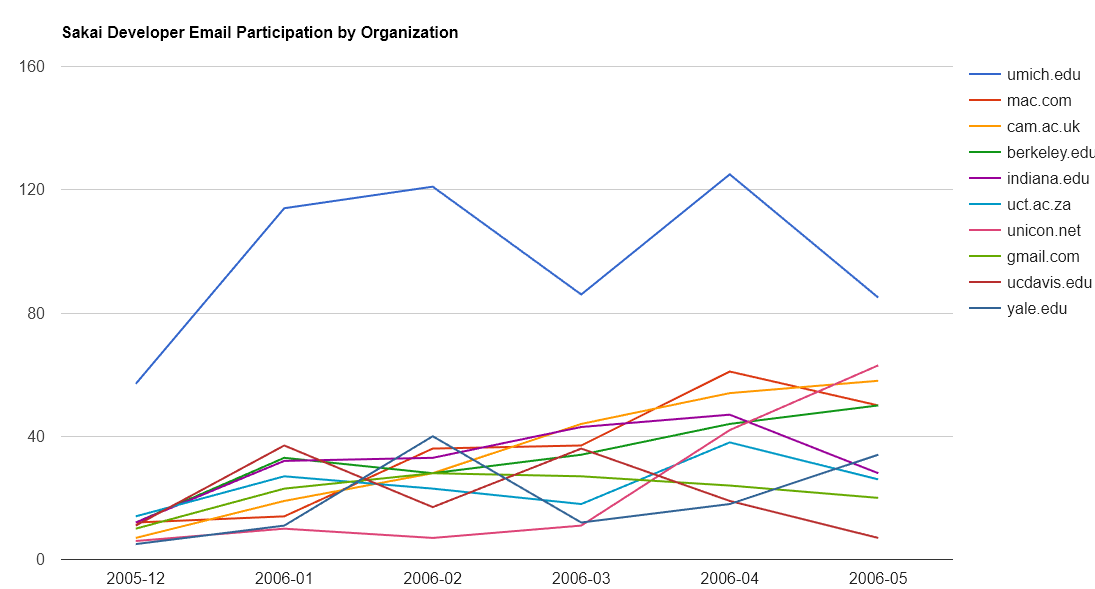 Sakai Developer Email Participation by Organization
160
120
80
40
0
2005-12 2006-01 2006-02 2006-03 2006-04 2006-05
umich.edu
mac.com
cam.ac.uk
berkeley.edu
indiana.edu
uct.ac.za
unicon.net
gmail.com
ucdavis.edu
yale.edu